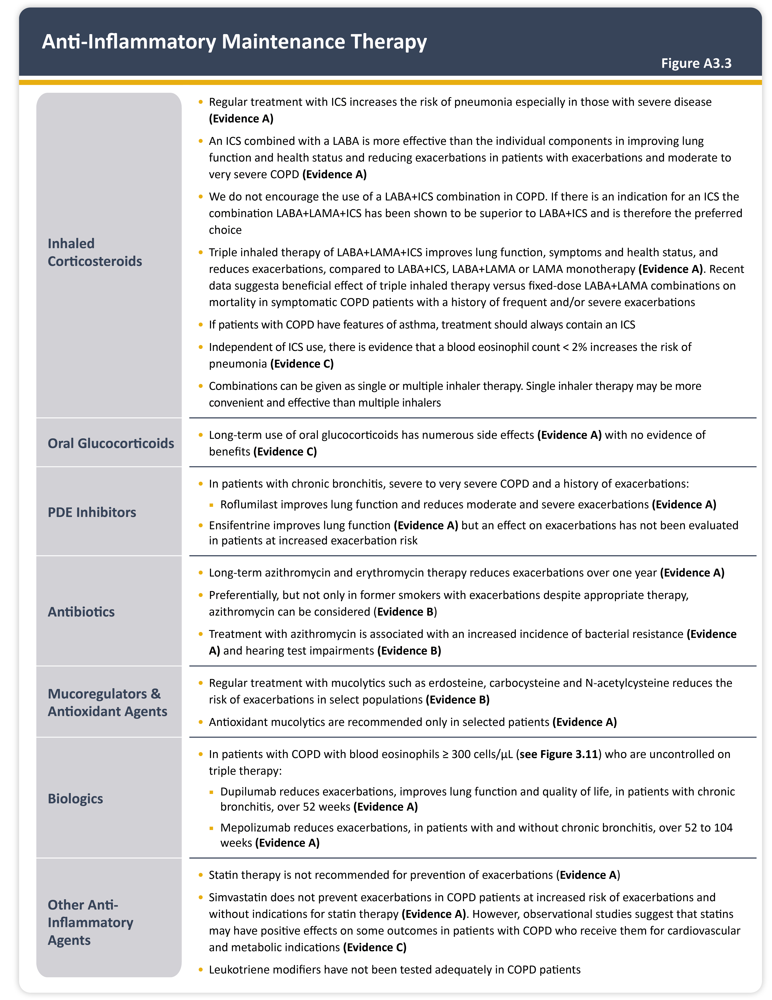 Anti-Inflammatory Maintenance Therapy
Figure A3.3
Inhaled
Corticosteroids
• Regular treatment with ICS increases the risk of pneumonia especially in those with severe disease
(Evidence A)
• An ICS combined with a LABA is more effective than the individual components in improving lung
function and health status and reducing exacerbations in patients with exacerbations and moderate to
very severe COPD (Evidence A)
• We do not encourage the use of a LABA+ICS combination in COPD. If there is an indication for an ICS the
combination LABA+LAMA+ICS has been shown to be superior to LABA+ICS and is therefore the preferred
choice
• Triple inhaled therapy of LABA+LAMA+ICS improves lung function, symptoms and health status, and
reduces exacerbations, compared to LABA+ICS, LABA+LAMA or LAMA monotherapy (Evidence A). Recent
data suggesta beneficial effect of triple inhaled therapy versus fixed-dose LABA+LAMA combinations on
mortality in symptomatic COPD patients with a history of frequent and/or severe exacerbations
• If patients with COPD have features of asthma, treatment should always contain an ICS
• Independent of ICS use, there is evidence that a blood eosinophil count < 2% increases the risk of
pneumonia (Evidence C)
• Combinations can be given as single or multiple inhaler therapy. Single inhaler therapy may be more
convenient and effective than multiple inhalers
Oral Glucocorticoids
• Long-term use of oral glucocorticoids has numerous side effects (Evidence A) with no evidence of
benefits (Evidence C)
PDE Inhibitors
• In patients with chronic bronchitis, severe to very severe COPD and a history of exacerbations:
▪ Roflumilast improves lung function and reduces moderate and severe exacerbations (Evidence A)
• Ensifentrine improves lung function (Evidence A) but an effect on exacerbations has not been evaluated
in patients at increased exacerbation risk
Antibiotics
• Long-term azithromycin and erythromycin therapy reduces exacerbations over one year (Evidence A)
• Preferentially, but not only in former smokers with exacerbations despite appropriate therapy,
azithromycin can be considered (Evidence B)
• Treatment with azithromycin is associated with an increased incidence of bacterial resistance (Evidence
A) and hearing test impairments (Evidence B)
Mucoregulators &
Antioxidant Agents
• Regular treatment with mucolytics such as erdosteine, carbocysteine and N-acetylcysteine reduces the
risk of exacerbations in select populations (Evidence B)
• Antioxidant mucolytics are recommended only in selected patients (Evidence A)
Biologics
• In patients with COPD with blood eosinophils ≥ 300 cells/μL (see Figure 3.11) who are uncontrolled on
triple therapy:
▪ Dupilumab reduces exacerbations, improves lung function and quality of life, in patients with chronic
bronchitis, over 52 weeks (Evidence A)
▪ Mepolizumab reduces exacerbations, in patients with and without chronic bronchitis, over 52 to 104
weeks (Evidence A)
Other Anti-
Inflammatory
Agents
• Statin therapy is not recommended for prevention of exacerbations (Evidence A)
• Simvastatin does not prevent exacerbations in COPD patients at increased risk of exacerbations and
without indications for statin therapy (Evidence A). However, observational studies suggest that statins
may have positive effects on some outcomes in patients with COPD who receive them for cardiovascular
and metabolic indications (Evidence C)
• Leukotriene modifiers have not been tested adequately in COPD patients